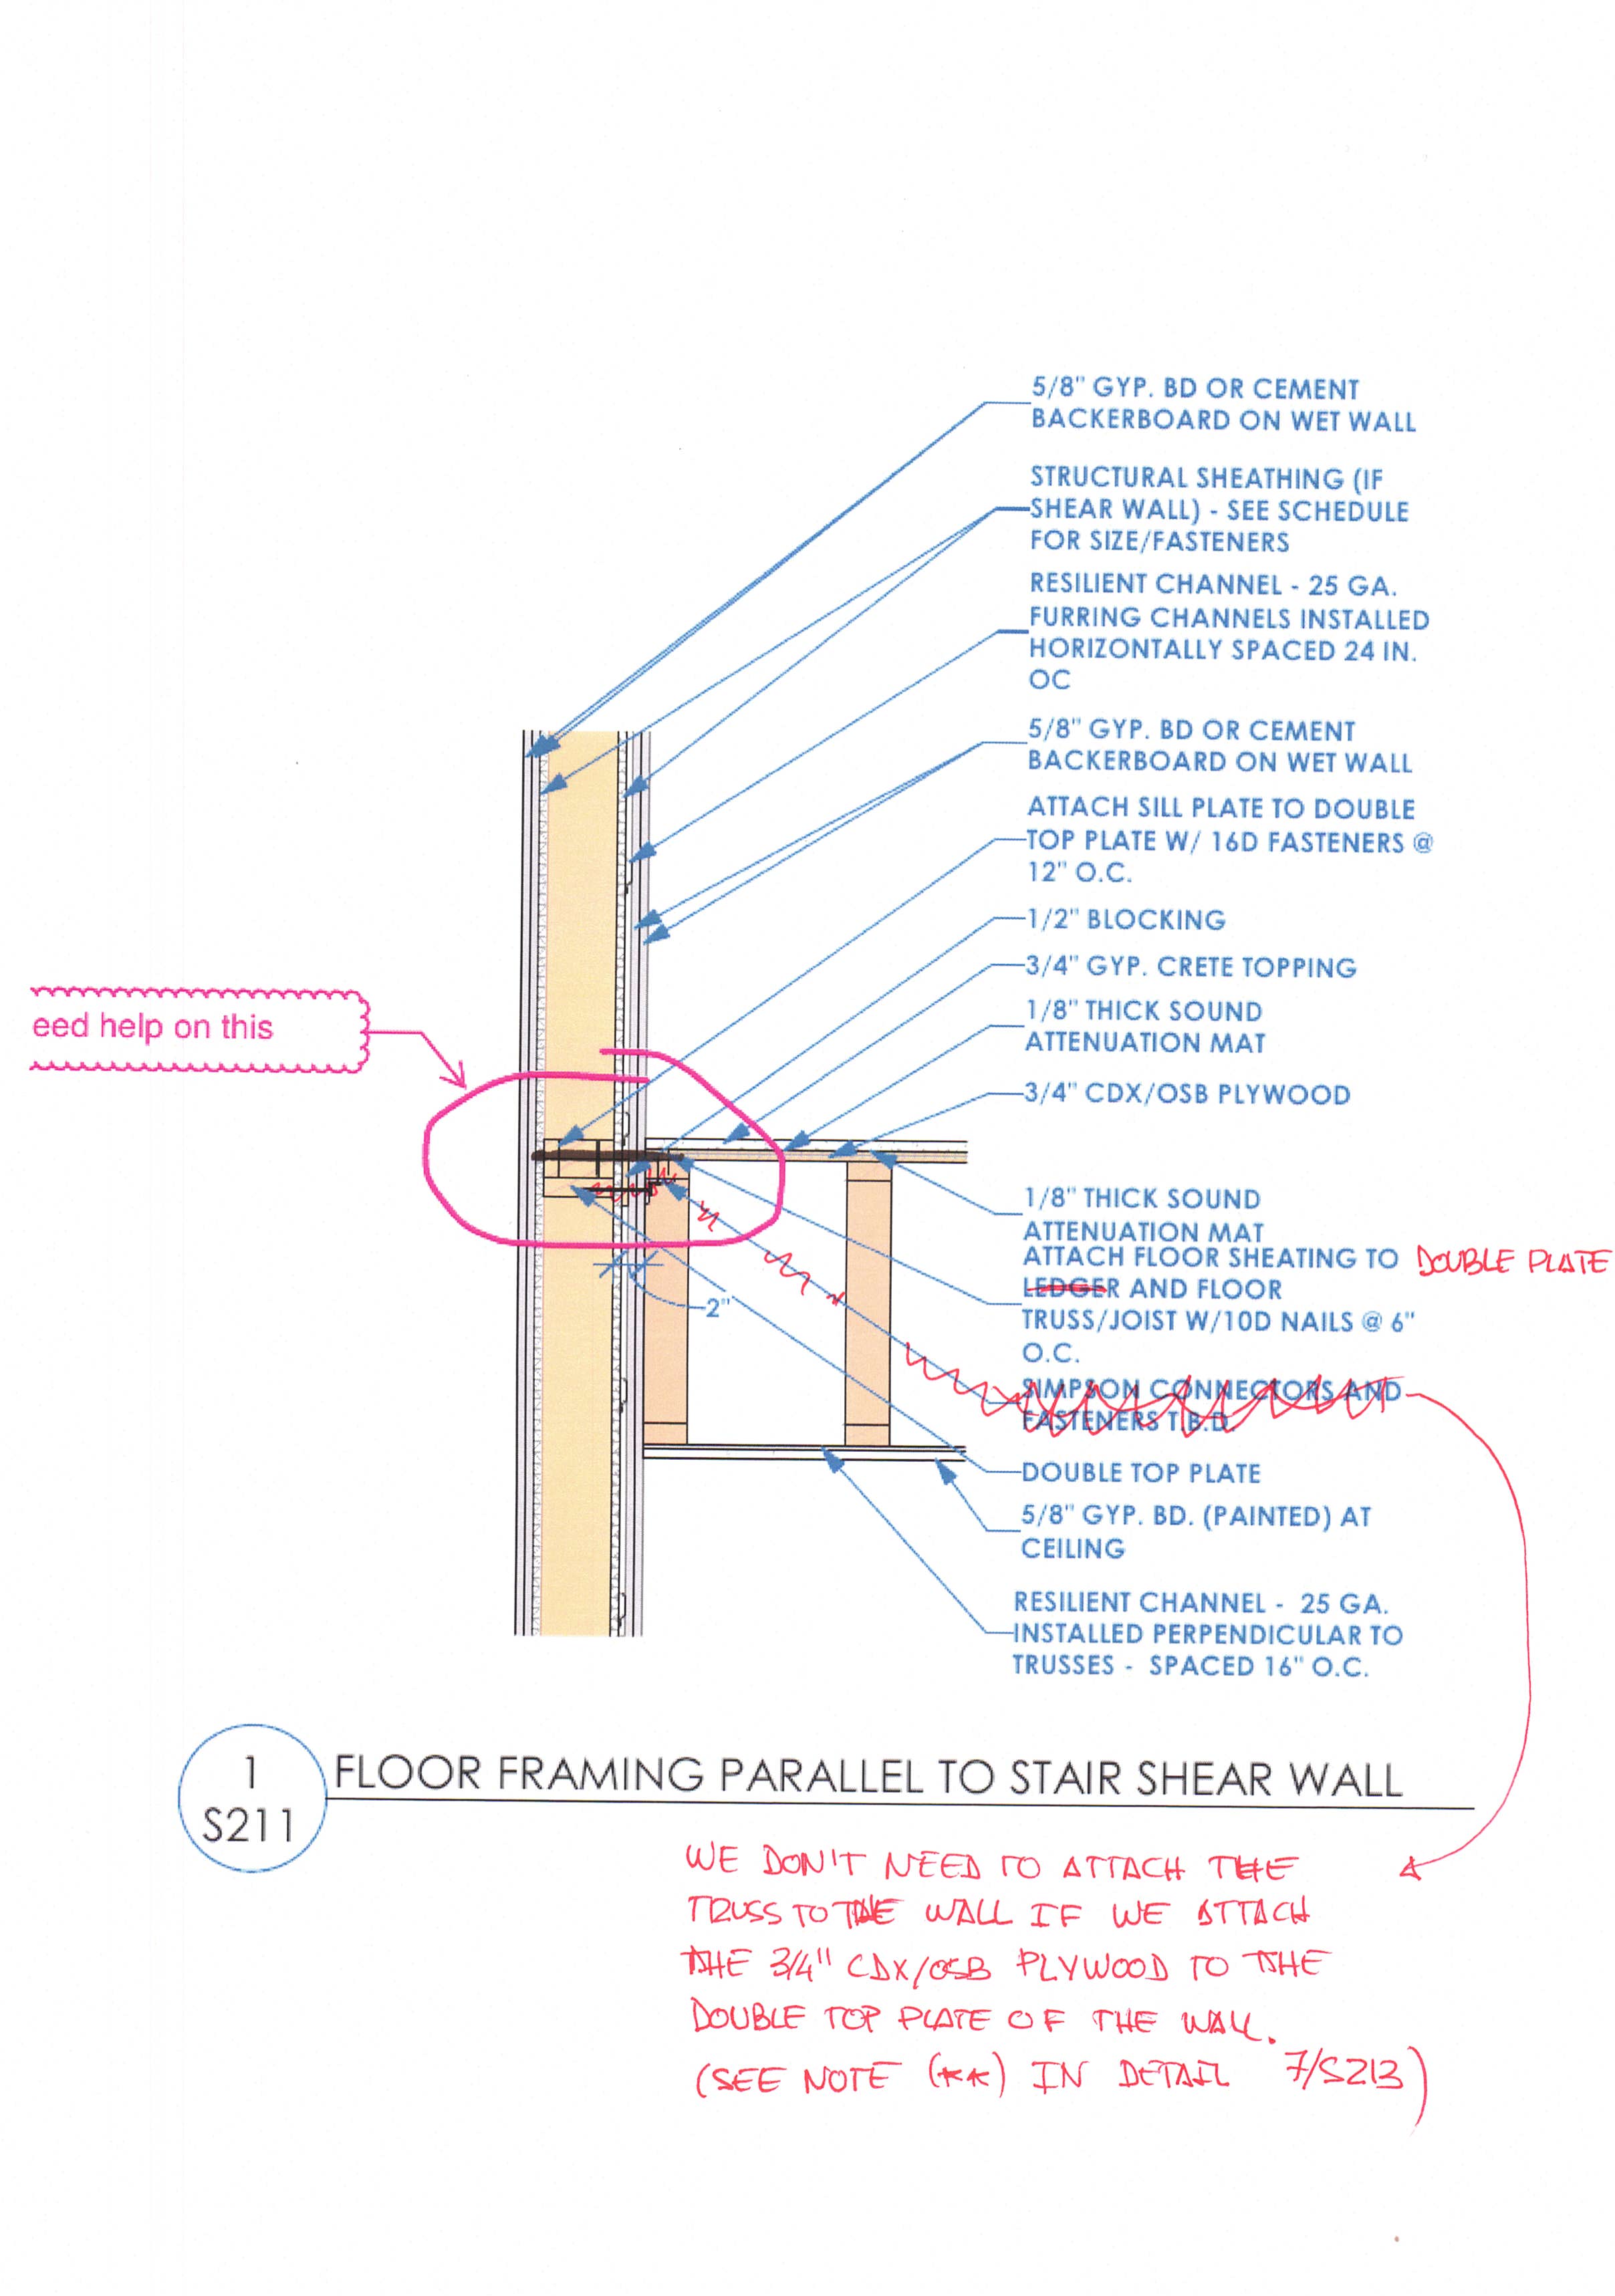 5/8" GYP. BD OR CEMENT
BACKERBOARD ON WET WALL
STRUCTURAL SHEATHING (IF
SHEAR WALL) - SEE SCHEDULE
FOR SIZE/FASTENERS
RESILIENT CHANNEL - 25 GA.
FURRING CHANNELS INSTALLED
HORIZONTALLY SPACED 24 IN.
OC
5/8" GYP. BD OR CEMENT
BACKERBOARD ON WET WALL
ATTACH SILL PLATE TO DOUBLE
TOP PLATE W/ 16D FASTENERS @
12" O.C.
1/2" BLOCKING
3/4" GYP. CRETE TOPPING
1/8" THICK SOUND
ATTENUATION MAT
eed help on this
3/4" CDX/OSB PLYWOOD
1/8" THICK SOUND
ATTENUATION MAT
ATTACH FLOOR SHEATING TO DOUBLE PLATE
LEDGER AND FLOOR
TRUSS/JOIST W/10D NAILS @ 6"
O.C.
2"
SIMPSON CONNECTORS AND
FASTENERS T.B.D.
DOUBLE TOP PLATE
5/8" GYP. BD. (PAINTED) AT
CEILING
RESILIENT CHANNEL - 25 GA.
INSTALLED PERPENDICULAR TO
TRUSSES - SPACED 16" O.C.
1
S211
FLOOR FRAMING PARALLEL TO STAIR SHEAR WALL
WE DON'T NEED TO ATTACH THE
TRUSS TO THE WALL IF WE ATTACH
THE 3/4" CDX/OSB PLYWOOD TO THE
DOUBLE TOP PLATE OF THE WALL.
(SEE NOTE (**) IN DETAIL 7/S213)